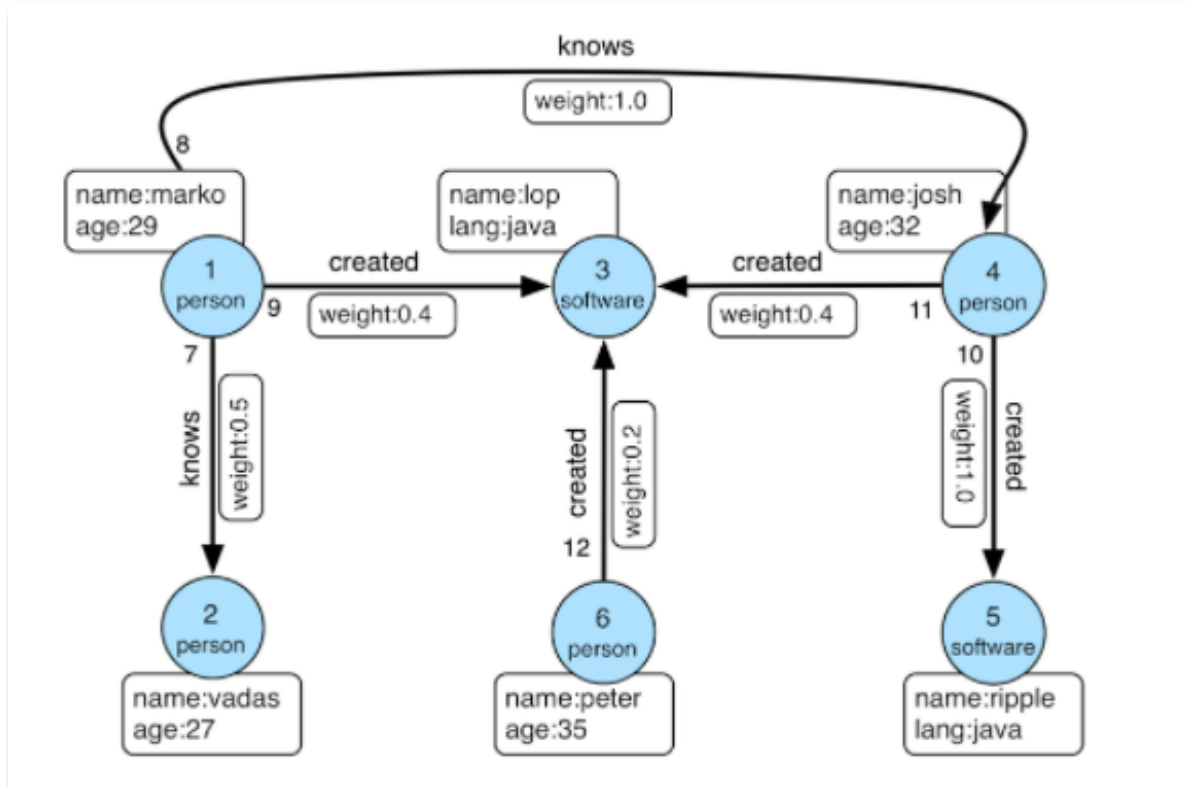 knows
weight:1.0
8
name:marko
age:29
name:lop
lang:java
name:josh
age:32
1
person
created
3
software
created
4
person
9
weight:0.4
weight:0.4
11
7
10
knows
weight:0.5
created
weight:0.2
weight:1.0
created
12
2
person
6
person
5
software
name:vadas
age:27
name:peter
age:35
name:ripple
lang:java